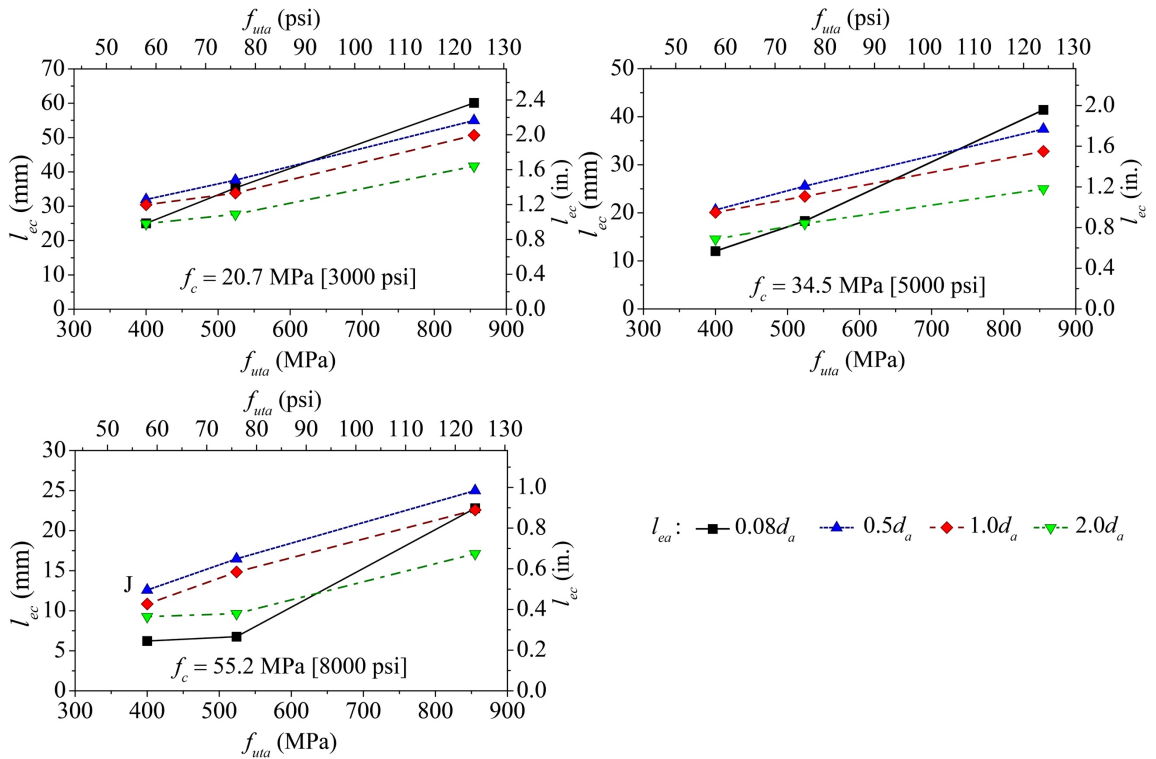 f_uta (psi)
50 60 70 80 90 100 110 120 130
70
60
50
40
30
20
10
0
l_ec (mm)
2.4
2.0
1.6
1.2
0.8
0.4
0.0
l_ec (in.)
f_c = 20.7 MPa [3000 psi]
300 400 500 600 700 800 900
f_uta (MPa)
f_uta (psi)
50 60 70 80 90 100 110 120 130
50
40
30
20
10
0
l_ec (mm)
2.0
1.6
1.2
0.8
0.4
0.0
l_ec (in.)
f_c = 34.5 MPa [5000 psi]
300 400 500 600 700 800 900
f_uta (MPa)
f_uta (psi)
50 60 70 80 90 100 110 120 130
30
25
20
15
10
5
0
l_ec (mm)
1.0
0.8
0.6
0.4
0.2
0.0
l_ec (in.)
J
f_c = 55.2 MPa [8000 psi]
300 400 500 600 700 800 900
f_uta (MPa)
l_ea : 0.08d_a 0.5d_a 1.0d_a 2.0d_a